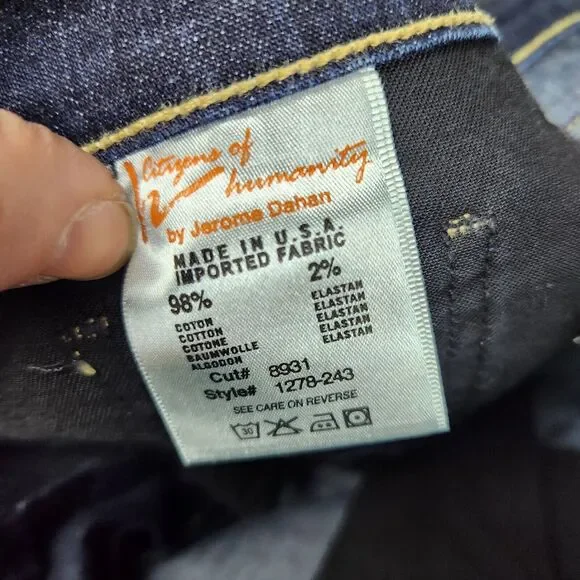 Citizens of
humanity
by Jerome Dahan
MADE IN U.S.A.
IMPORTED FABRIC
98% 2%
COTON ELASTAN
COTTON ELASTAN
COTONE ELASTAN
BAUMWOLLE ELASTAN
ALGODON ELASTAN
Cut# 8931
Style# 1278-243
SEE CARE ON REVERSE
30